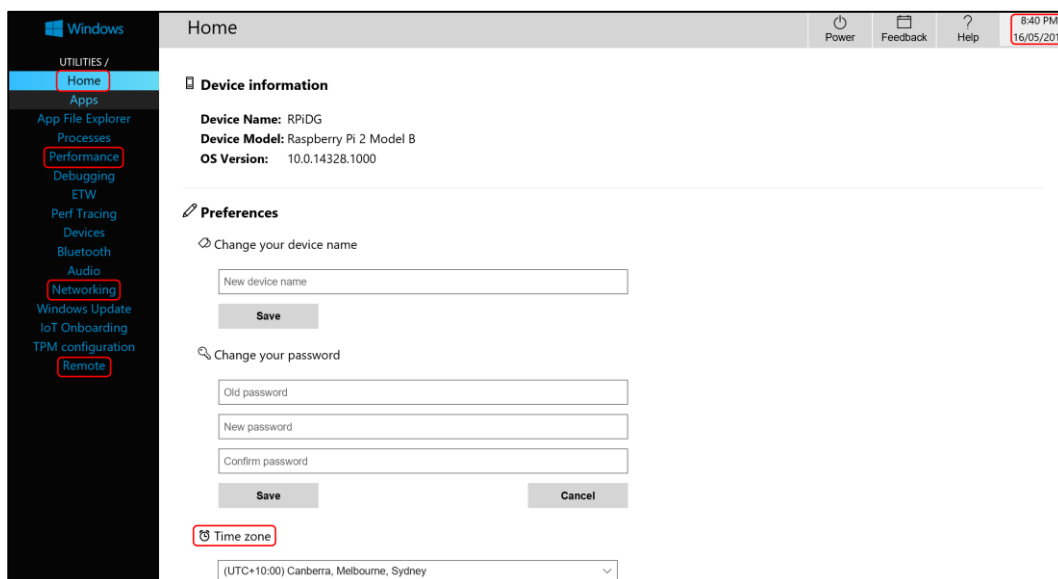 Windows
UTILITIES /
Home
Apps
App File Explorer
Processes
Performance
Debugging
ETW
Perf Tracing
Devices
Bluetooth
Audio
Networking
Windows Update
IoT Onboarding
TPM configuration
Remote
Home
Power
Feedback
Help
8:40 PM
16/05/201
Device information
Device Name: RPiDG
Device Model: Raspberry Pi 2 Model B
OS Version: 10.0.14328.1000
Preferences
Change your device name
New device name
Save
Change your password
Old password
New password
Confirm password
Save Cancel
Time zone
(UTC+10:00) Canberra, Melbourne, Sydney